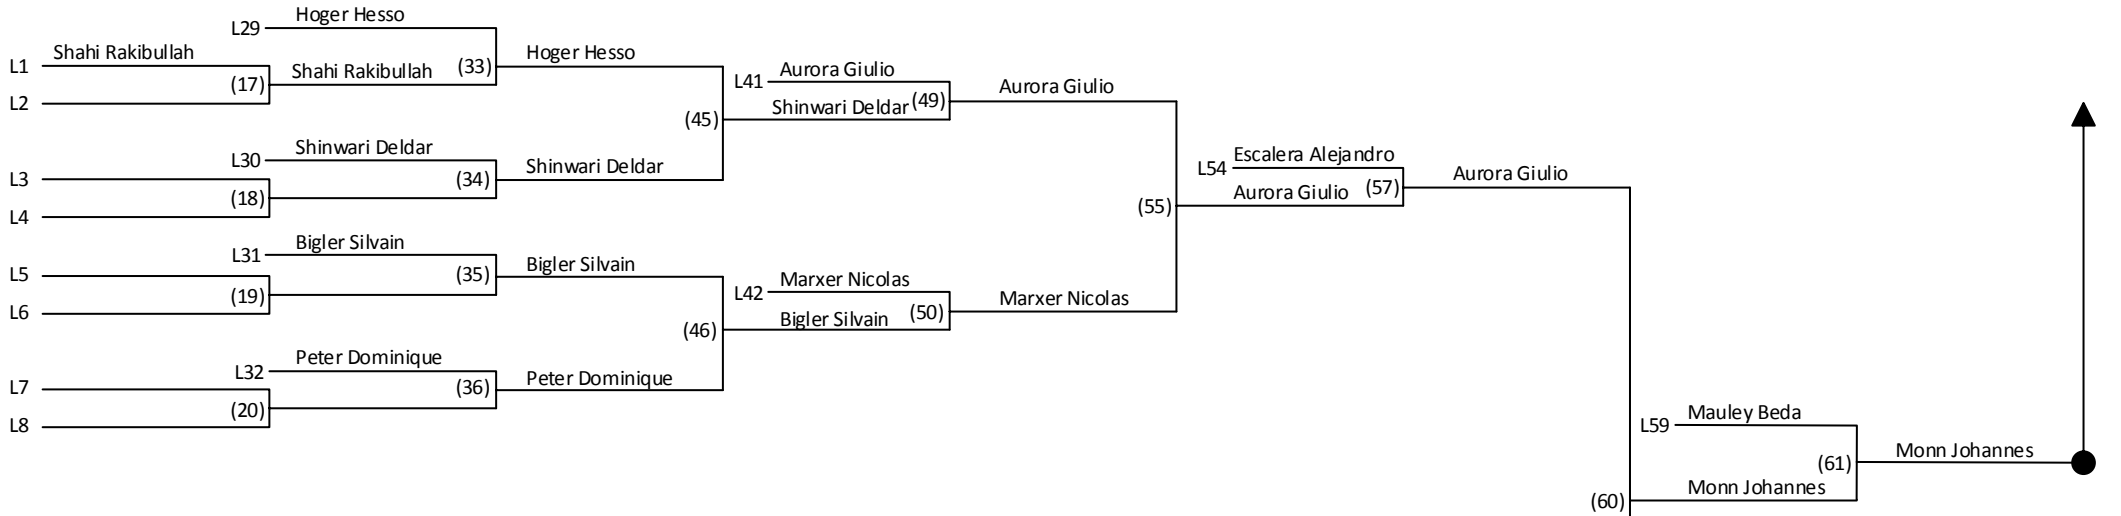 Hoger Hesso
L29
Shahi Rakibullah
L1
Hoger Hesso
Shahi Rakibullah
(33)
(17)
L2
L41
Aurora Giulio
Aurora Giulio
Shinwari Deldar
(49)
(45)
Shinwari Deldar
L30
L3
(34)
Shinwari Deldar
(18)
L4
L54
Escalera Alejandro
Aurora Giulio
(57)
Aurora Giulio
(55)
Bigler Silvain
L31
L5
(35)
Bigler Silvain
(19)
L6
L42
Marxer Nicolas
Marxer Nicolas
Bigler Silvain
(50)
(46)
Peter Dominique
L32
L7
(36)
Peter Dominique
(20)
L8
L59
Mauley Beda
(61)
Monn Johannes
Monn Johannes
(60)